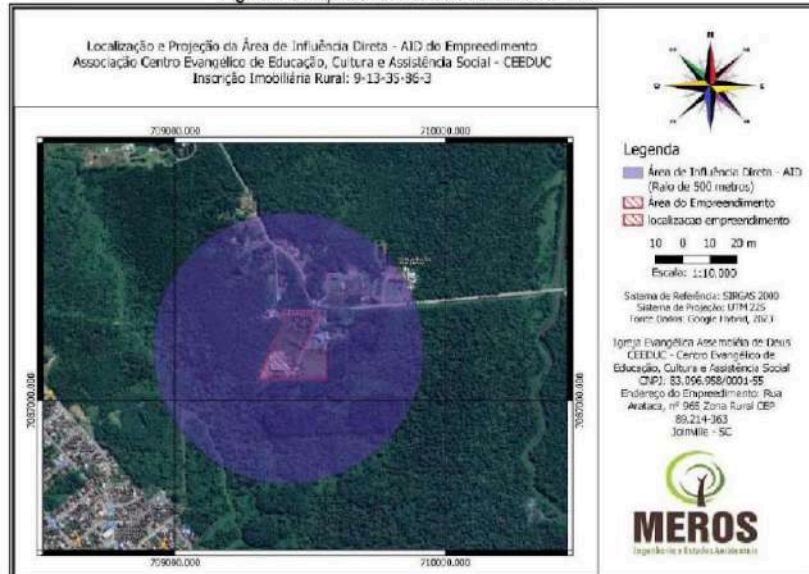 Localização e Projeção da Área de Influência Direta - AID do Empreendimento
Associação Centro Evangélico de Educação, Cultura e Assistência Social - CEEDUC
Inscrição Imobiliária Rural: 9-13-35-86-3
709000.000
710000.000
7087000.000
7087000.000
709000.000
710000.000
N
Legenda
Área de Influência Direta - AID
(Raio de 500 metros)
Área do Empreendimento
localizacao empreendimento
10 0 10 20 m
Escala: 1:10.000
Sistema de Referência: SIRGAS 2000
Sistema de Projeção: UTM 22S
Fonte Dados: Google Hybrid, 2023
Igreja Evangélica Assembléia de Deus
CEEDUC - Centro Evangélico de
Educação, Cultura e Assistência Social
CNPJ: 83.096.958/0001-55
Endereço do Empreendimento: Rua
Arataca, nº 965 Zona Rural CEP
89.214-363
Joinville - SC
MEROS
Engenharia e Estudos Ambientais